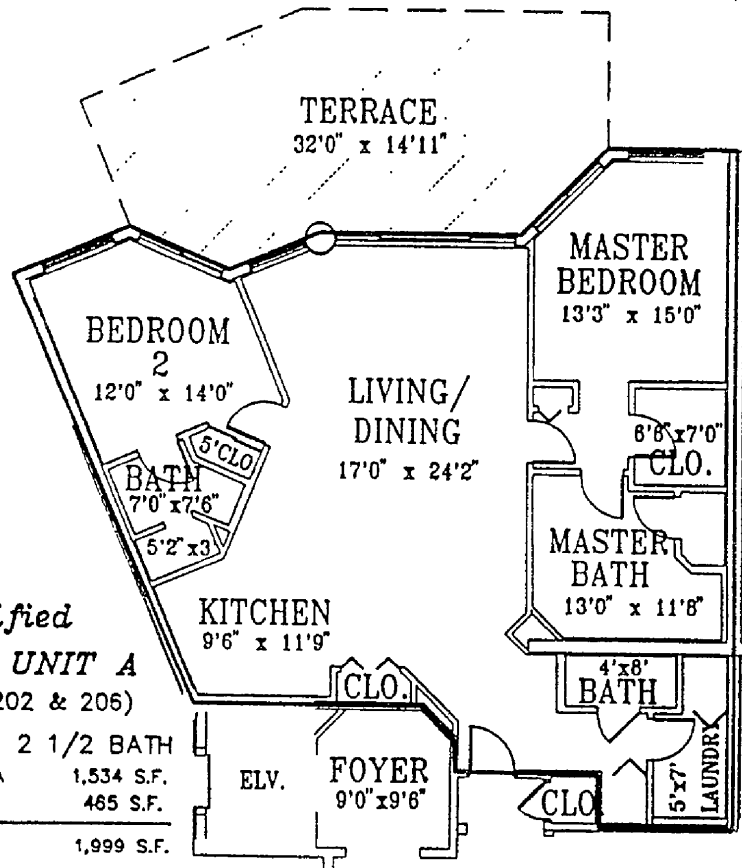 TERRACE
32'0" x 14'11"
MASTER
BEDROOM
13'3" x 15'0"
BEDROOM
2
12'0" x 14'0"
LIVING/
DINING
17'0" x 24'2"
5'CLO
6'6"x7'0"
CLO.
BATH
7'0"x7'6"
5'2"x3'
MASTER
BATH
13'0" x 11'8"
KITCHEN
9'6" x 11'9"
ified
UNIT A
202 & 206)
2 1/2 BATH
A 1,534 S.F.
465 S.F.
1,999 S.F.
CLO.
4'x8'
BATH
ELV.
FOYER
9'0"x9'6"
CLO
5'x7'
LAUNDRY